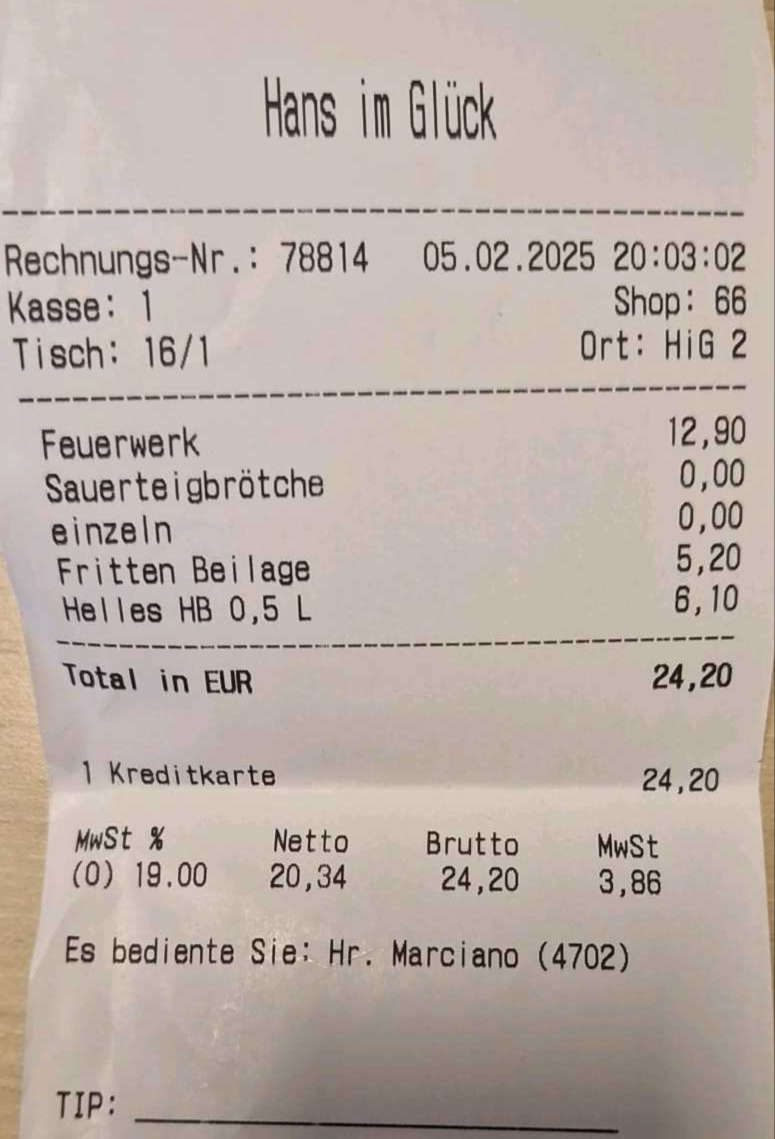 Hans im Glück
Rechnungs-Nr.: 78814 05.02.2025 20:03:02
Kasse: 1 Shop: 66
Tisch: 16/1 Ort: HiG 2
Feuerwerk 12,90
Sauerteigbrötche 0,00
einzeln 0,00
Fritten Beilage 5,20
Helles HB 0,5 L 6,10
Total in EUR 24,20
1 Kreditkarte 24,20
MwSt % Netto Brutto MwSt
(0) 19.00 20,34 24,20 3,86
Es bediente Sie: Hr. Marciano (4702)
TIP: